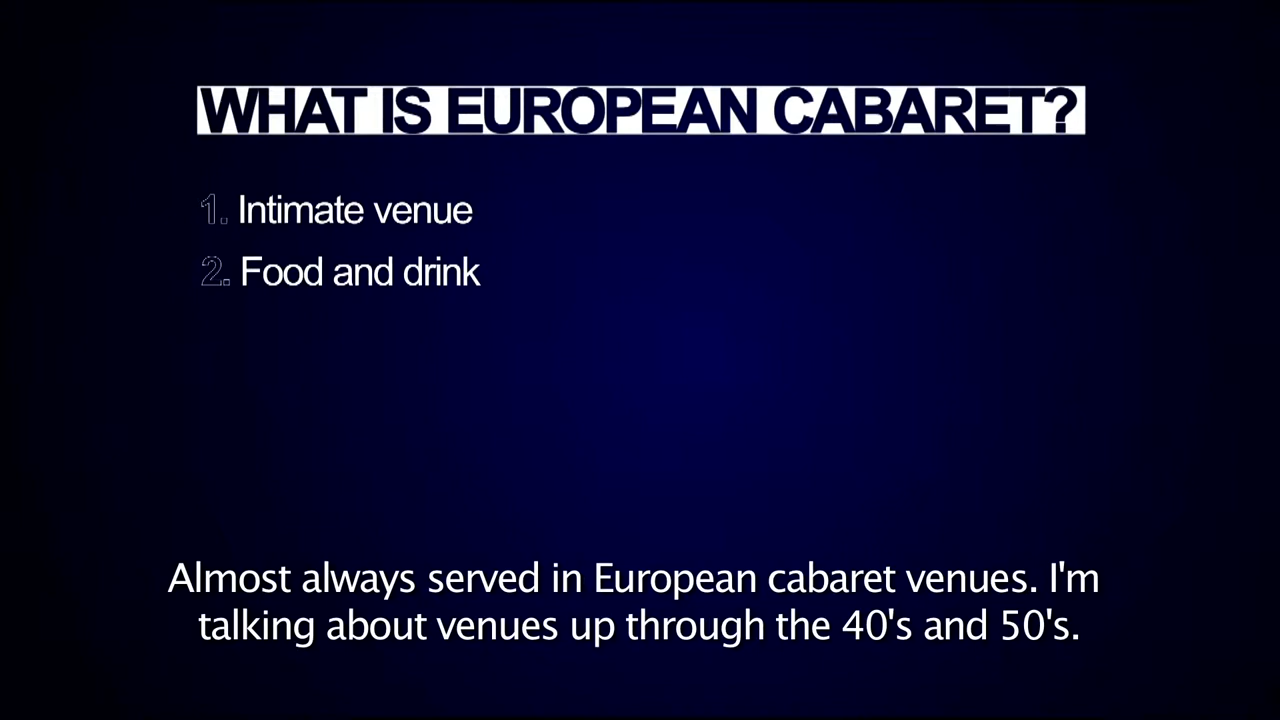 WHAT IS EUROPEAN CABARET?
1. Intimate venue
2. Food and drink
Almost always served in European cabaret venues. I'm
talking about venues up through the 40's and 50's.